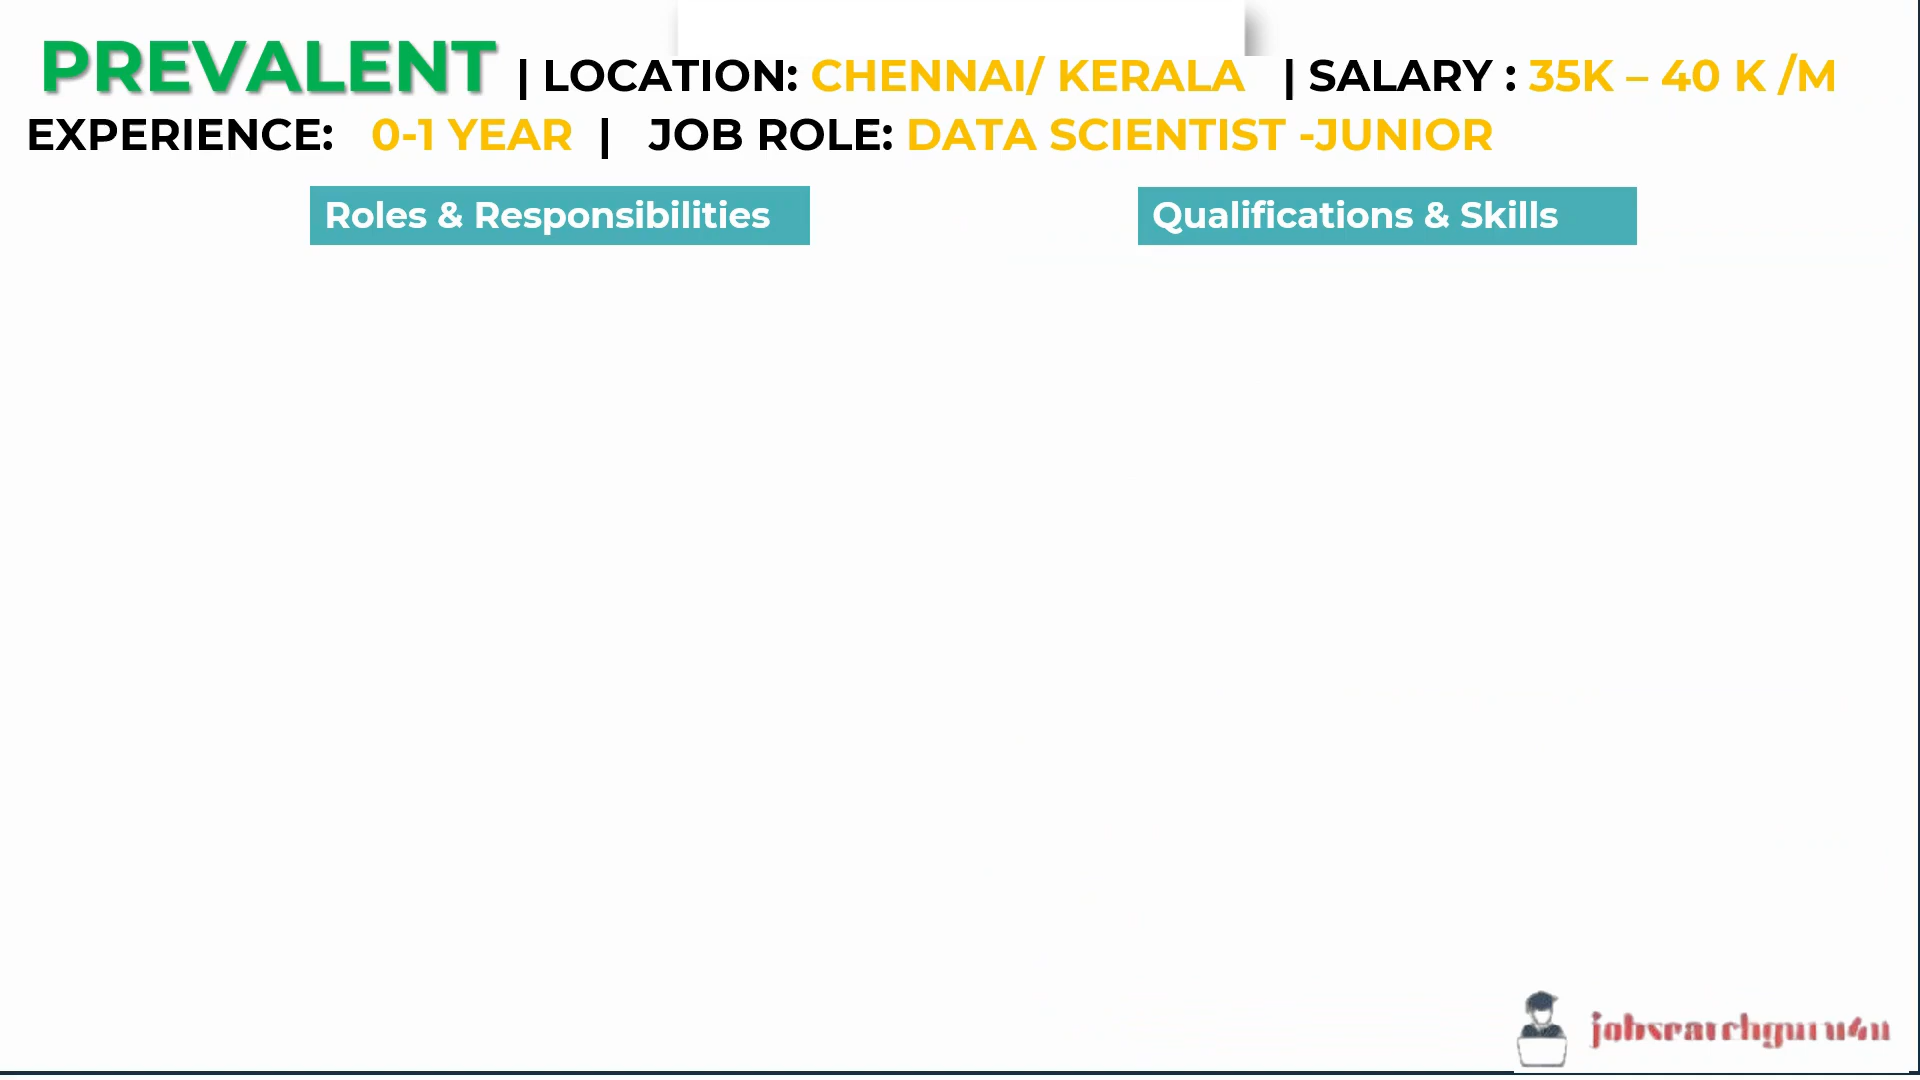 PREVALENT | LOCATION: CHENNAI/ KERALA | SALARY : 35K – 40 K /M
EXPERIENCE: 0-1 YEAR | JOB ROLE: DATA SCIENTIST -JUNIOR
Roles & Responsibilities
Qualifications & Skills
jobsearchguru4u